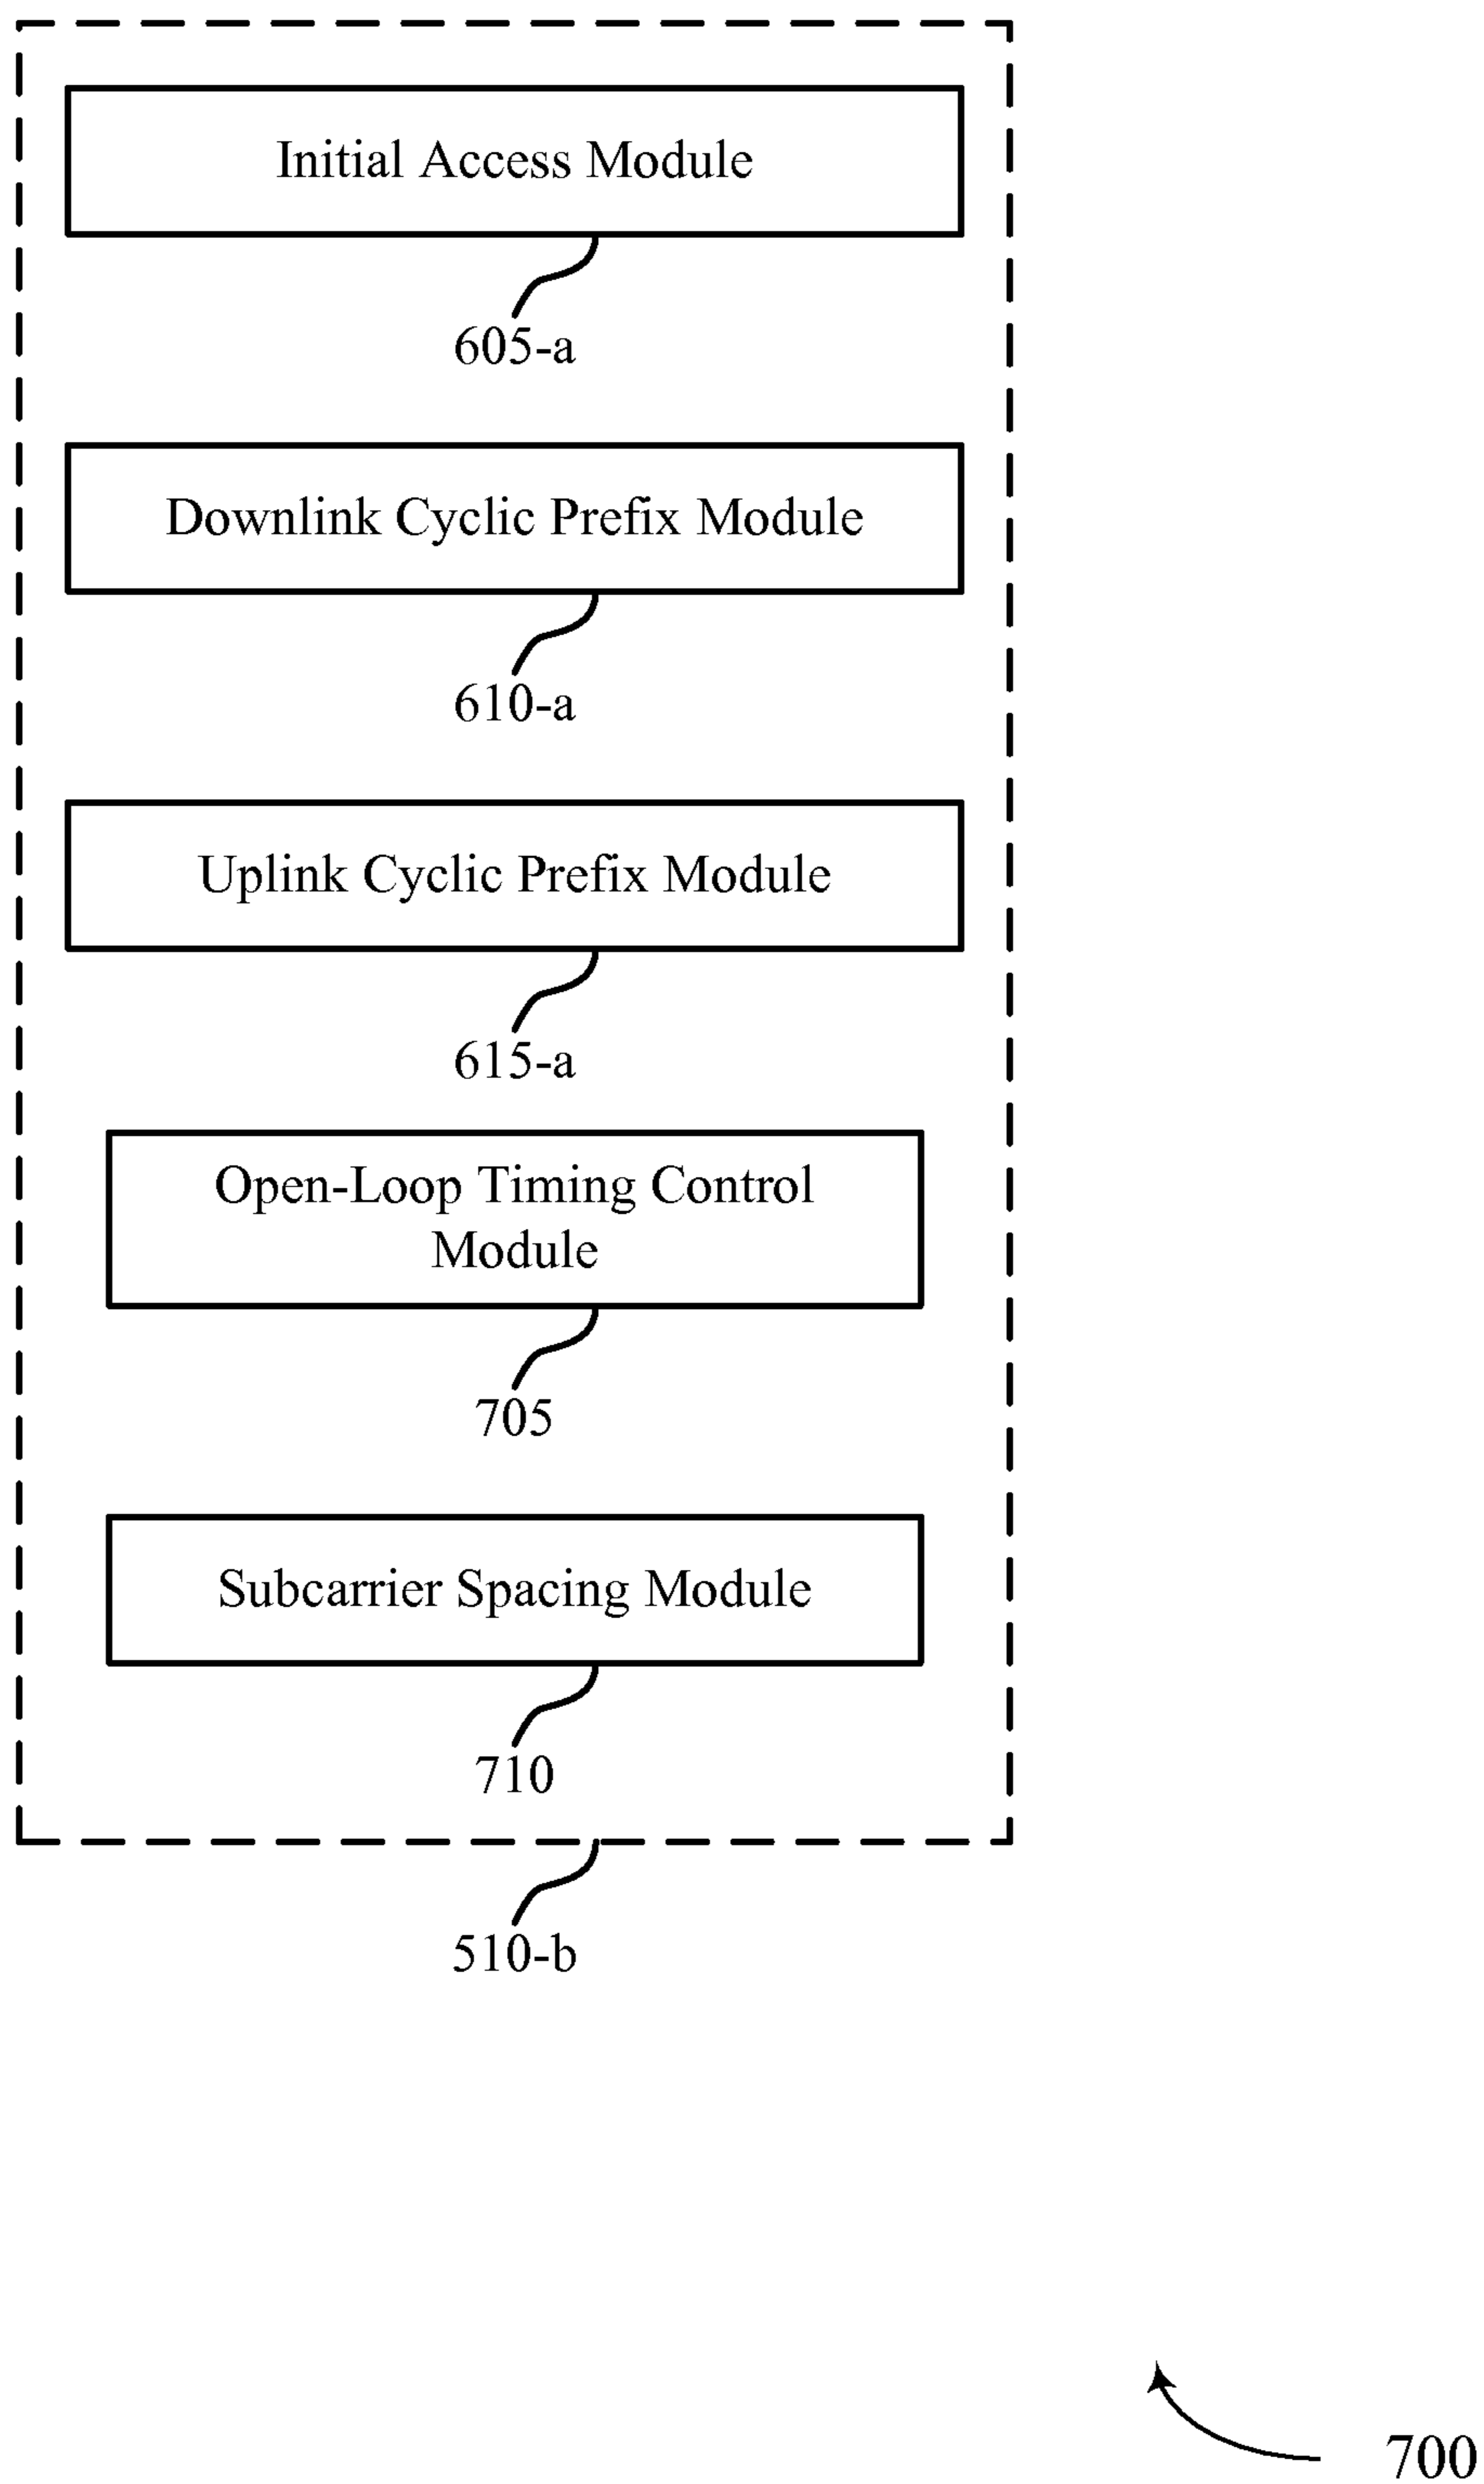 Initial Access Module
605-a
Downlink Cyclic Prefix Module
610-a
Uplink Cyclic Prefix Module
615-a
Open-Loop Timing Control
Module
705
Subcarrier Spacing Module
710
510-b
700